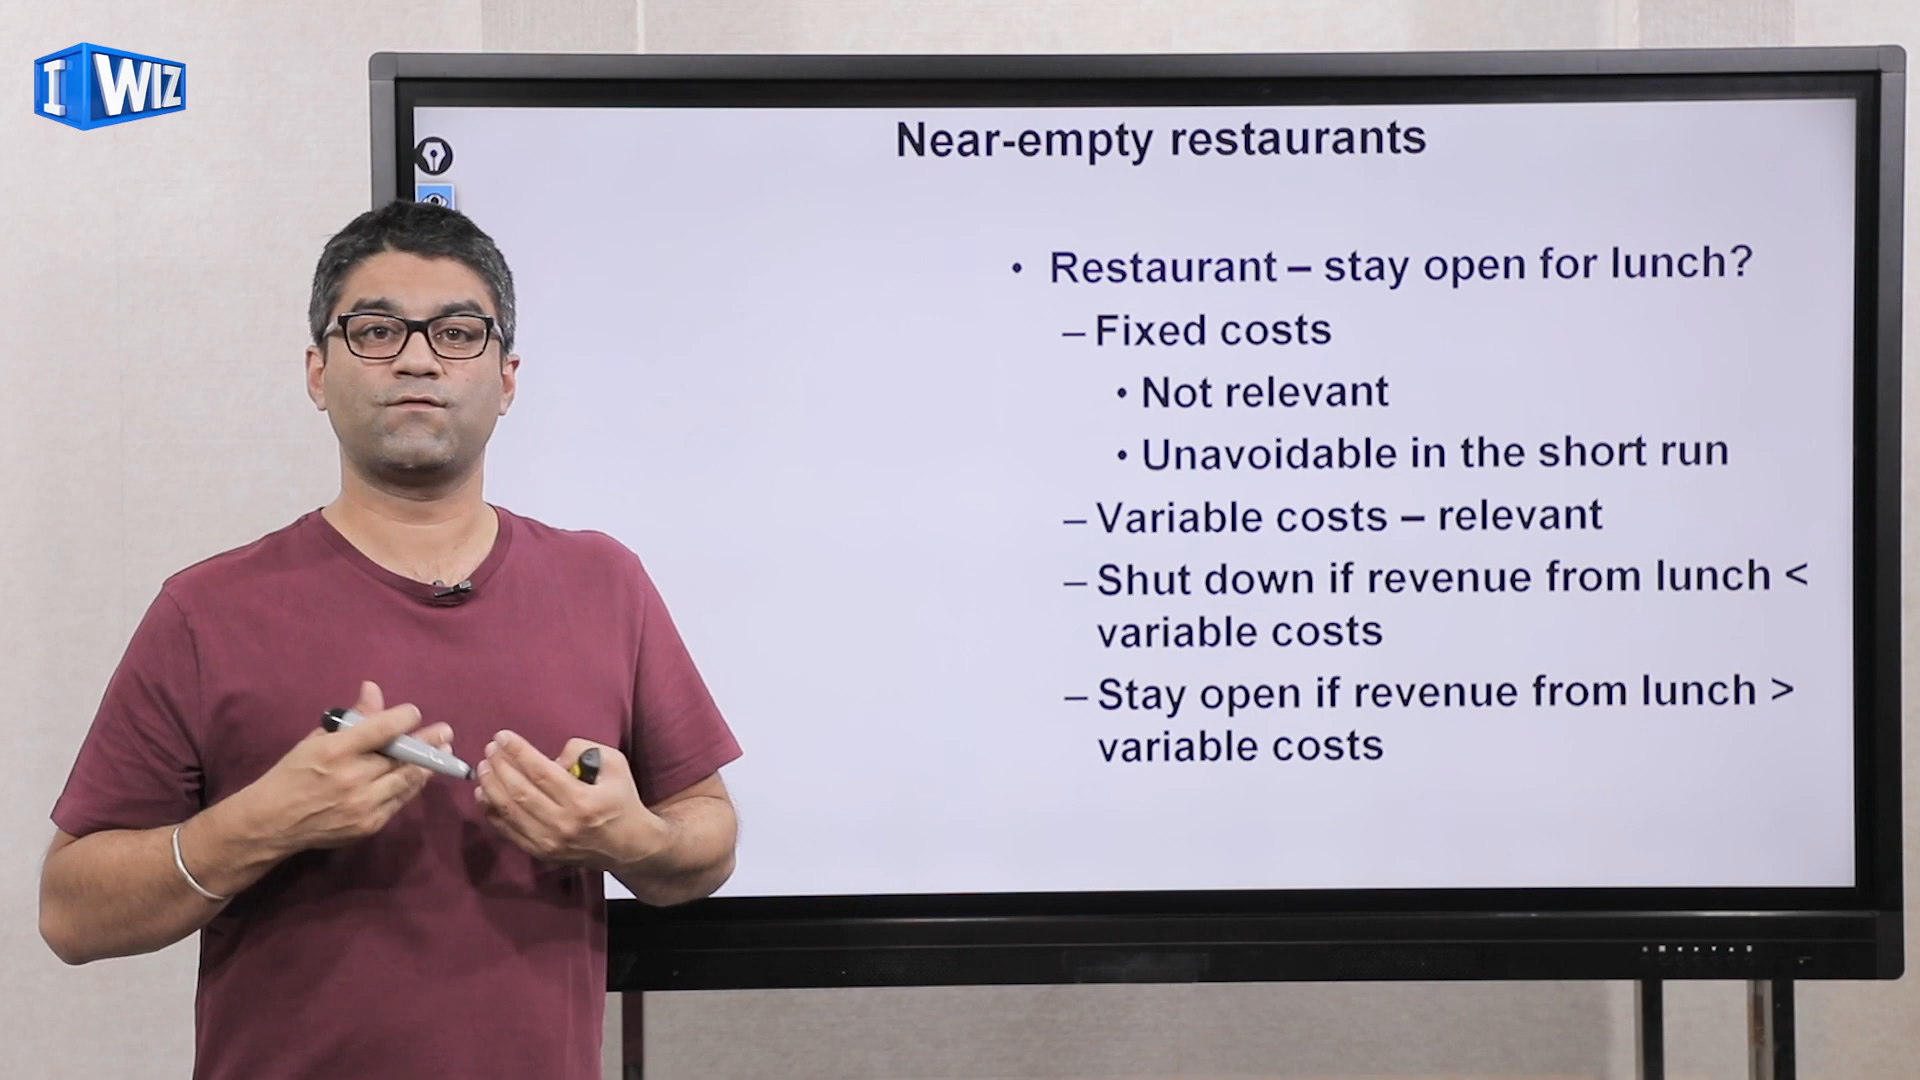 I WIZ
Near-empty restaurants
• Restaurant – stay open for lunch?
– Fixed costs
• Not relevant
• Unavoidable in the short run
– Variable costs – relevant
– Shut down if revenue from lunch <
variable costs
– Stay open if revenue from lunch >
variable costs